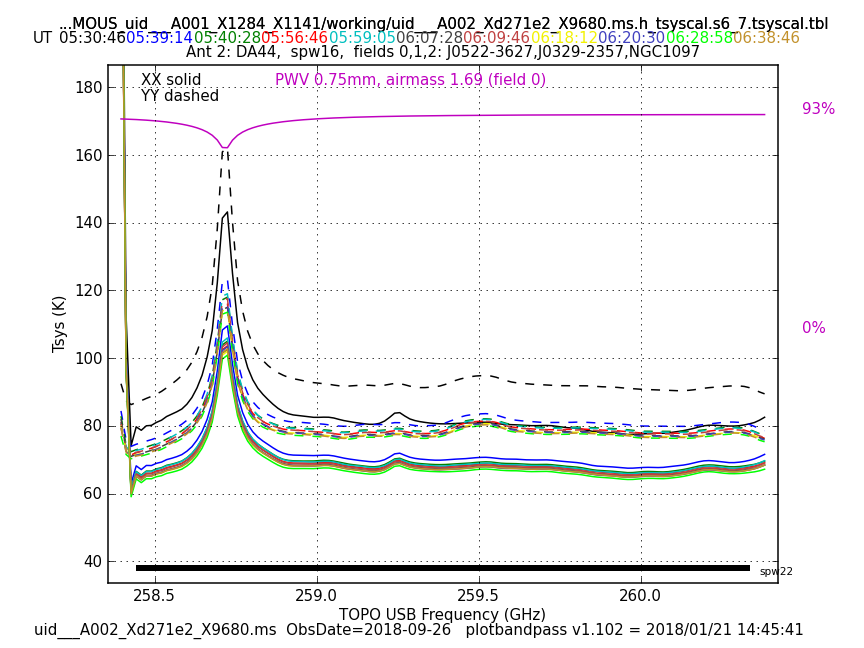 ...MOUS_uid___A001_X1284_X1141/working/uid___A002_Xd271e2_X9680.ms.h_tsyscal.s6_7.tsyscal.tbl
UT 05:30:46 05:39:14 05:40:28 05:56:46 05:59:05 06:07:28 06:09:46 06:18:12 06:20:30 06:28:58 06:38:46
Ant 2: DA44, spw16, fields 0,1,2: J0522-3627,J0329-2357,NGC1097
XX solid
PWV 0.75mm, airmass 1.69 (field 0)
YY dashed
180
93%
160
140
120
0%
100
80
60
40
Tsys (K)
spw22
258.5
259.0
259.5
260.0
TOPO USB Frequency (GHz)
uid___A002_Xd271e2_X9680.ms ObsDate=2018-09-26 plotbandpass v1.102 = 2018/01/21 14:45:41